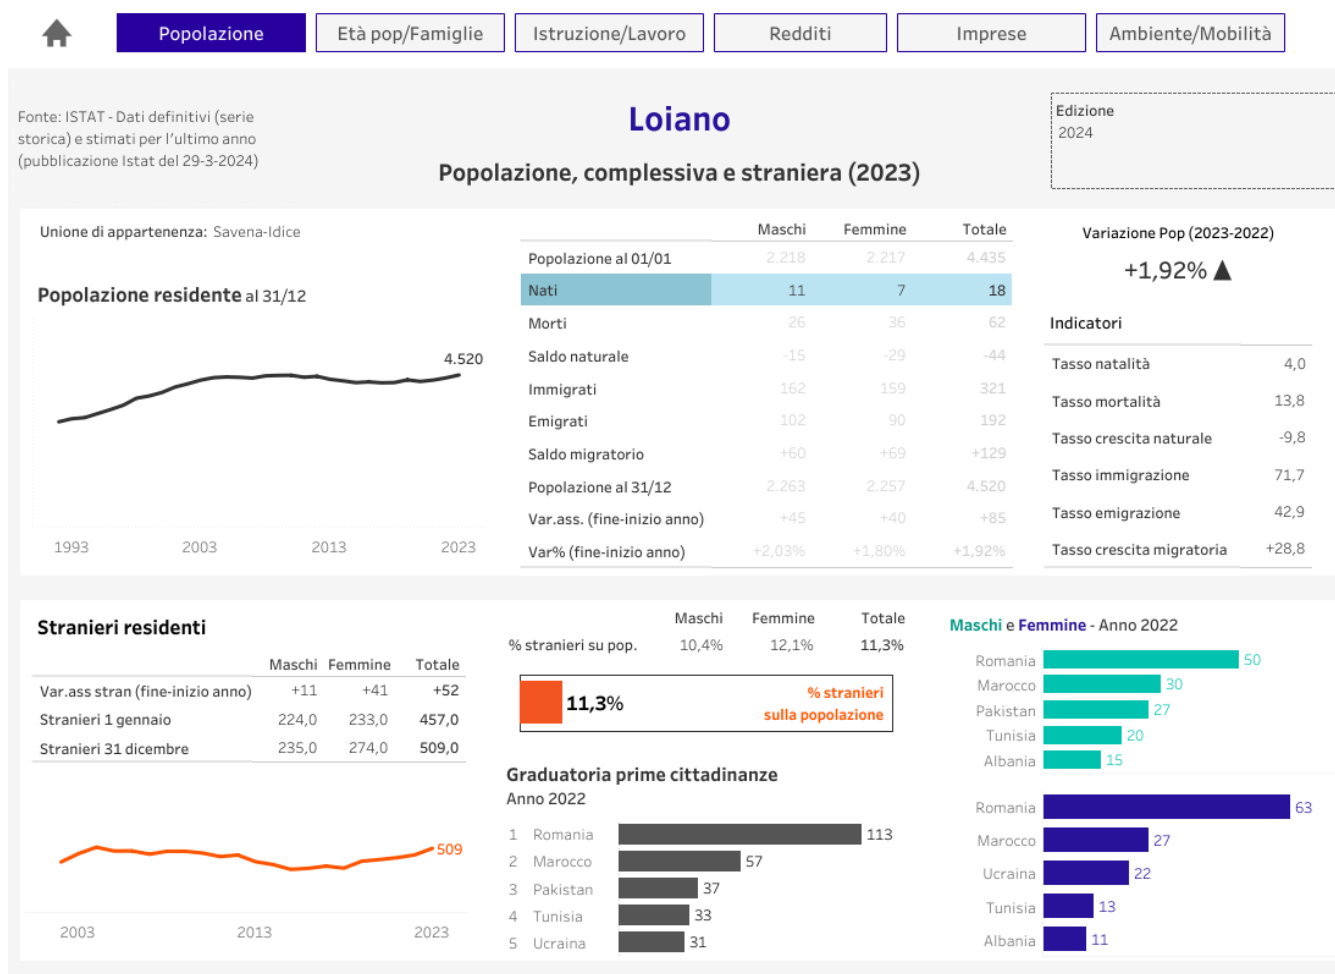 Popolazione
Età pop/Famiglie
Istruzione/Lavoro
Redditi
Imprese
Ambiente/Mobilità
Fonte: ISTAT - Dati definitivi (serie
storica) e stimati per l'ultimo anno
(pubblicazione Istat del 29-3-2024)
Loiano
Popolazione, complessiva e straniera (2023)
Edizione
2024
Unione di appartenenza: Savena-Idice
Popolazione residente al 31/12
4.520
1993 2003 2013 2023
Maschi Femmine Totale
Popolazione al 01/01 2.218 2.217 4.435
Nati 11 7 18
Morti 26 36 62
Saldo naturale -15 -29 -44
Immigrati 162 159 321
Emigrati 102 90 192
Saldo migratorio +60 +69 +129
Popolazione al 31/12 2.263 2.257 4.520
Var.ass. (fine-inizio anno) +45 +40 +85
Var% (fine-inizio anno) +2,03% +1,80% +1,92%
Variazione Pop (2023-2022)
+1,92% ▲
Indicatori
Tasso natalità 4,0
Tasso mortalità 13,8
Tasso crescita naturale -9,8
Tasso immigrazione 71,7
Tasso emigrazione 42,9
Tasso crescita migratoria +28,8
Stranieri residenti
Maschi Femmine Totale
Var.ass stran (fine-inizio anno) +11 +41 +52
Stranieri 1 gennaio 224,0 233,0 457,0
Stranieri 31 dicembre 235,0 274,0 509,0
509
2003 2013 2023
Maschi Femmine Totale
% stranieri su pop. 10,4% 12,1% 11,3%
11,3%
% stranieri
sulla popolazione
Graduatoria prime cittadinanze
Anno 2022
1 Romania 113
2 Marocco 57
3 Pakistan 37
4 Tunisia 33
5 Ucraina 31
Maschi e Femmine - Anno 2022
Romania 50
Marocco 30
Pakistan 27
Tunisia 20
Albania 15
Romania 63
Marocco 27
Ucraina 22
Tunisia 13
Albania 11